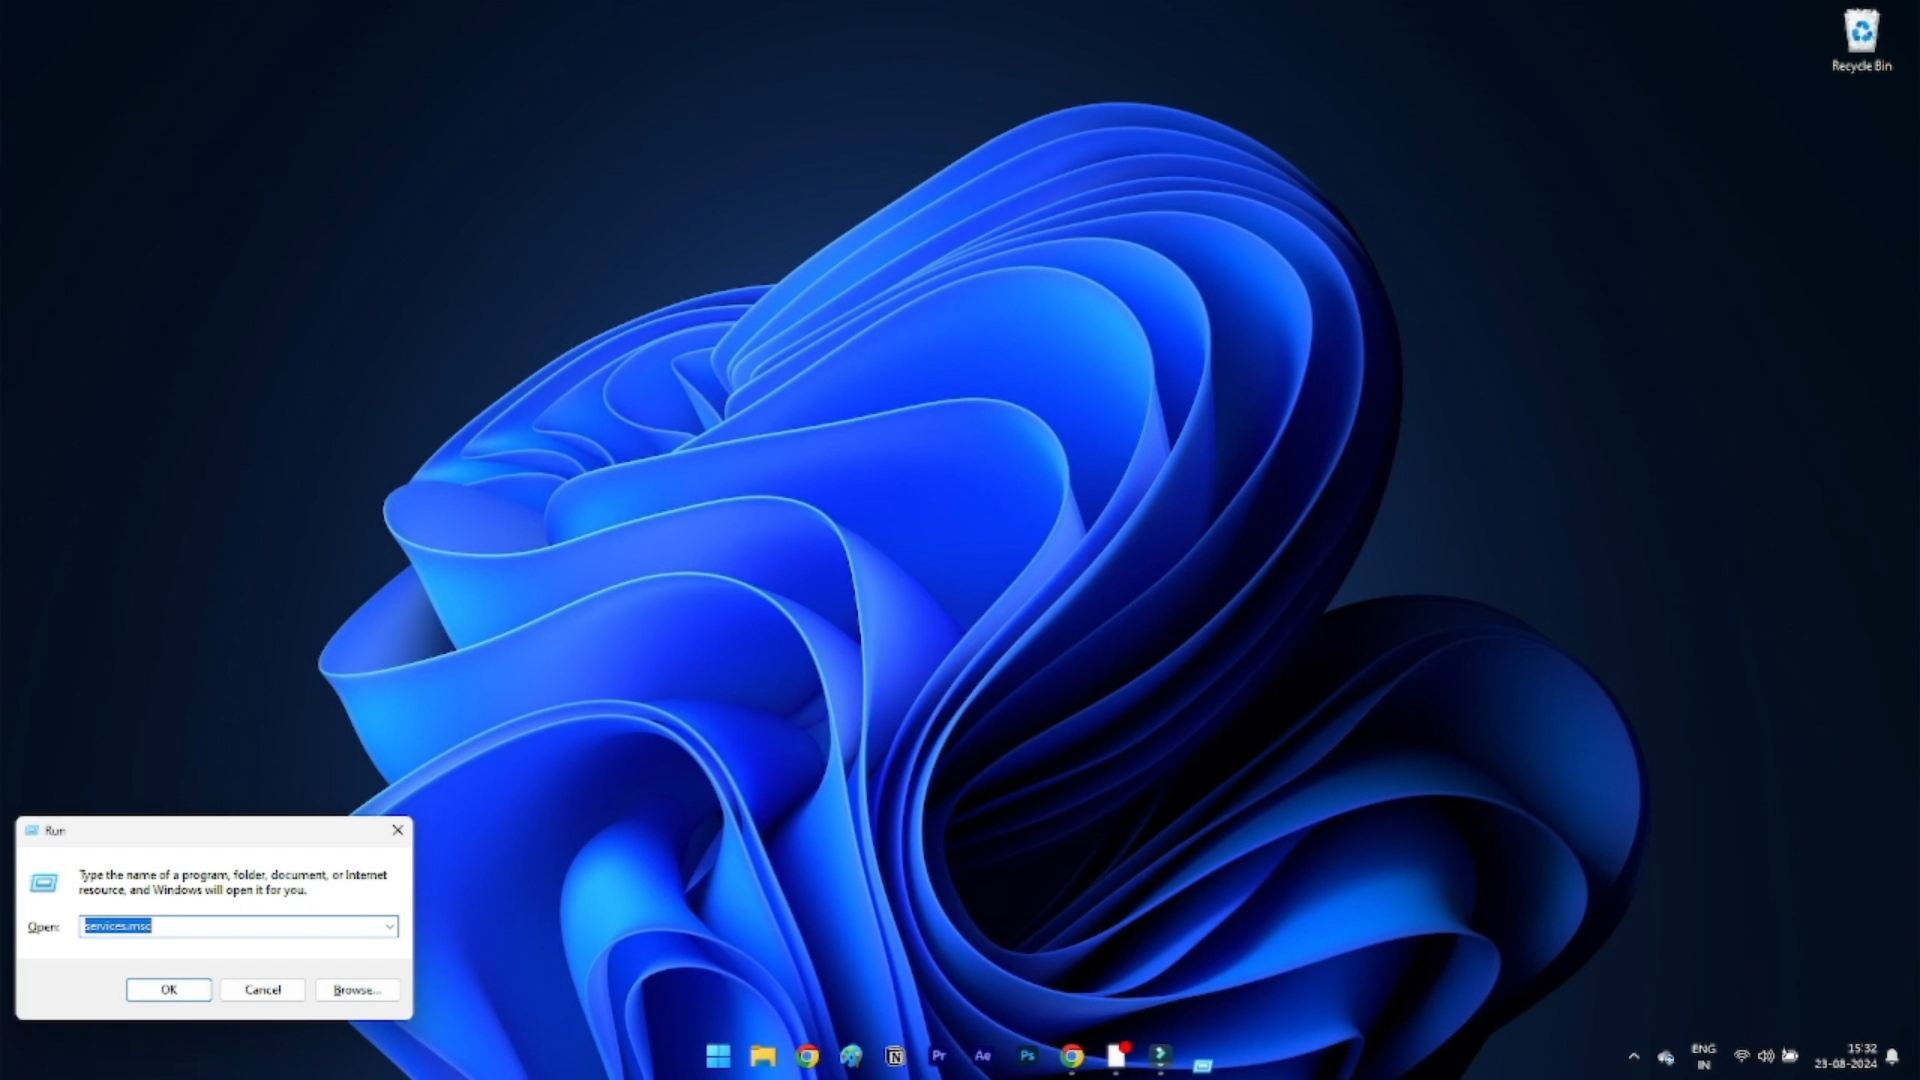 Recycle Bin
Run
Type the name of a program, folder, document, or Internet
resource, and Windows will open it for you.
Open:
services.msc
OK
Cancel
Browse...
N
Pr
Ae
Ps
ENG
IN
15:32
23-08-2024